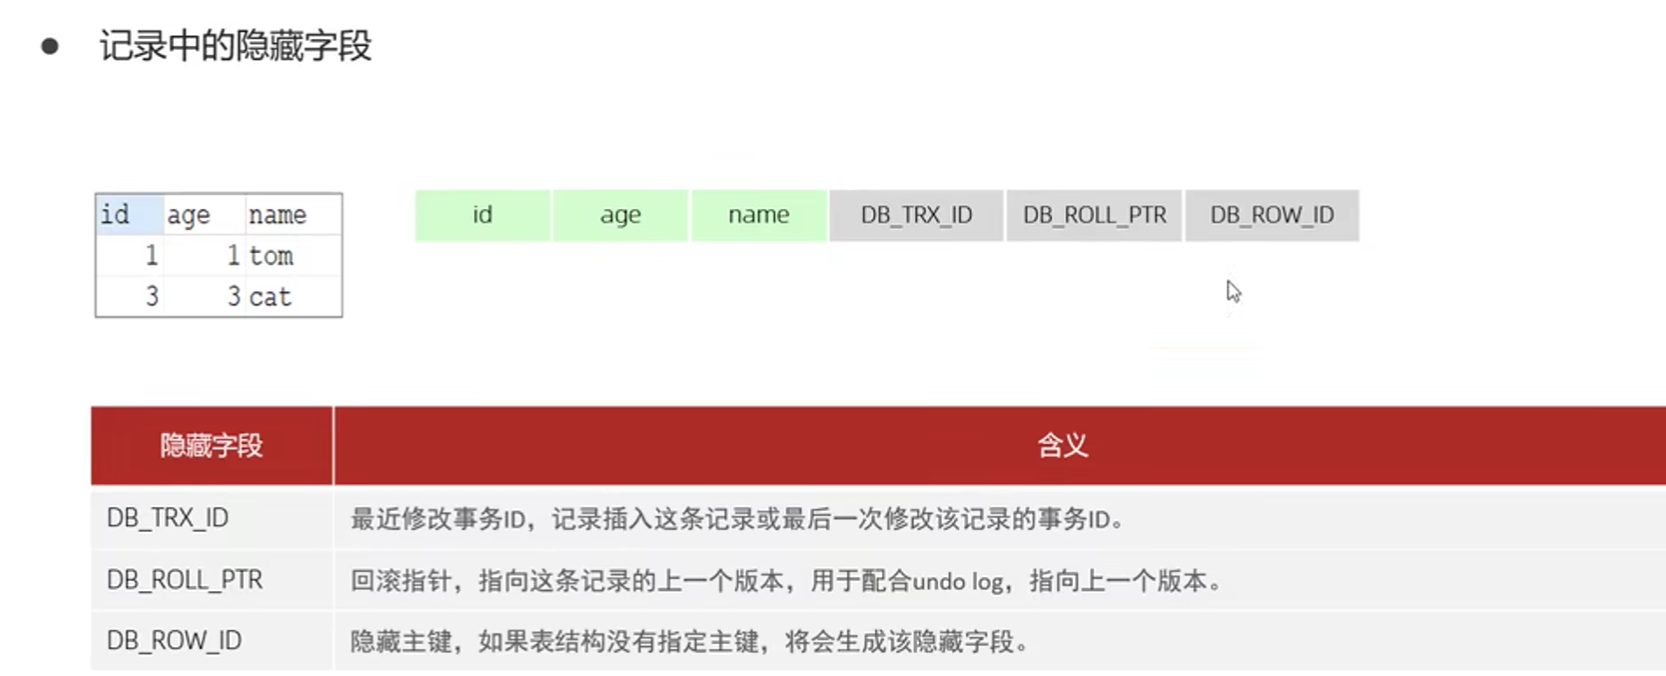 记录中的隐藏字段
id age name
1 1 tom
3 3 cat
id age name DB_TRX_ID DB_ROLL_PTR DB_ROW_ID
隐藏字段 含义
DB_TRX_ID 最近修改事务ID，记录插入这条记录或最后一次修改该记录的事务ID。
DB_ROLL_PTR 回滚指针，指向这条记录的上一个版本，用于配合undo log，指向上一个版本。
DB_ROW_ID 隐藏主键，如果表结构没有指定主键，将会生成该隐藏字段。